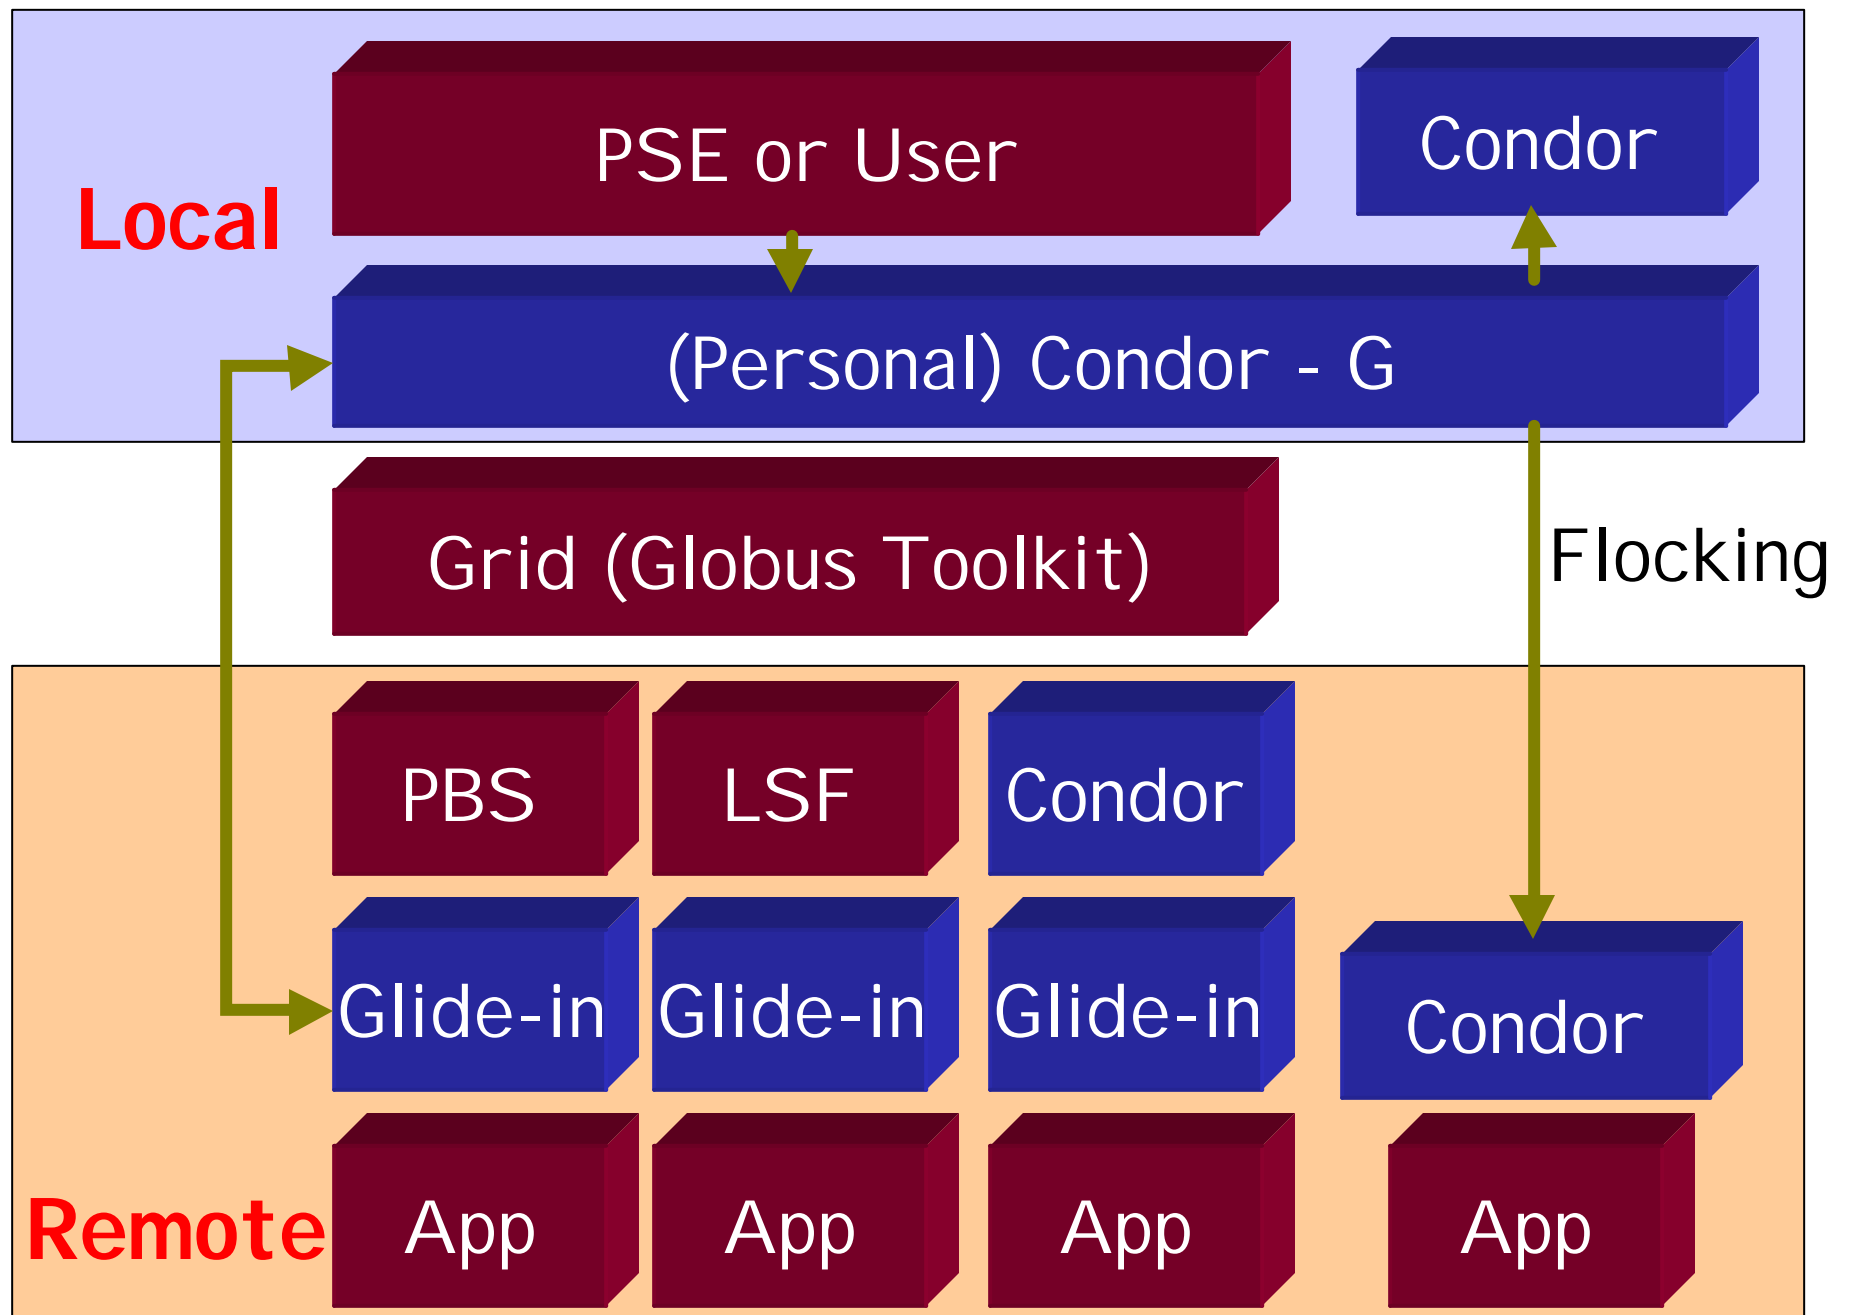 PSE or User
Condor
Local
(Personal) Condor - G
Grid (Globus Toolkit)
Flocking
PBS
LSF
Condor
Glide-in
Glide-in
Glide-in
Condor
Remote
App
App
App
App